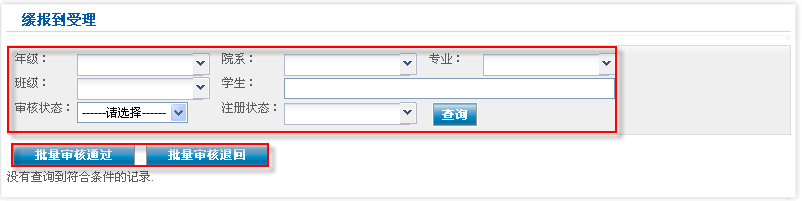 缓报到受理
年级： 院系： 专业：
班级： 学生：
审核状态： ------请选择------ 注册状态： 查询
批量审核通过 批量审核退回
没有查询到符合条件的记录.